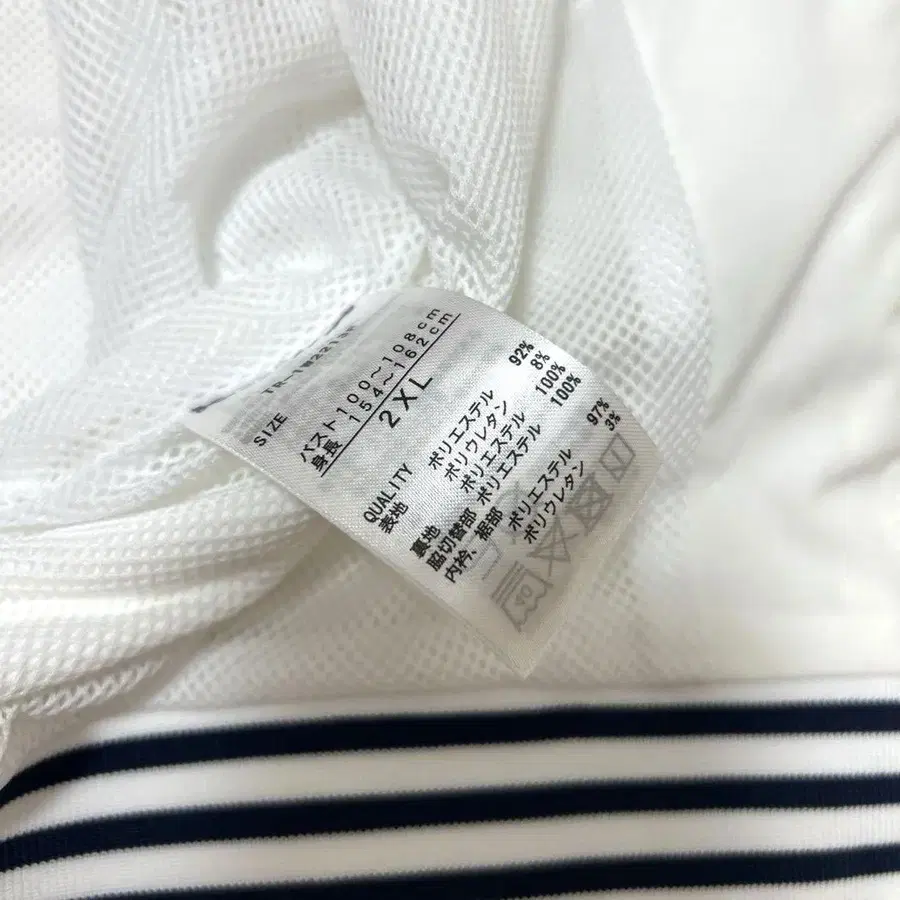 SIZE
バスト100～108cm
身長 154～162cm
2XL
QUALITY
表地 ポリエステル 92%
ポリウレタン 8%
裏地 ポリエステル 100%
脇切替部 ポリエステル 100%
内衿、裾部 ポリエステル 97%
ポリウレタン 3%
40